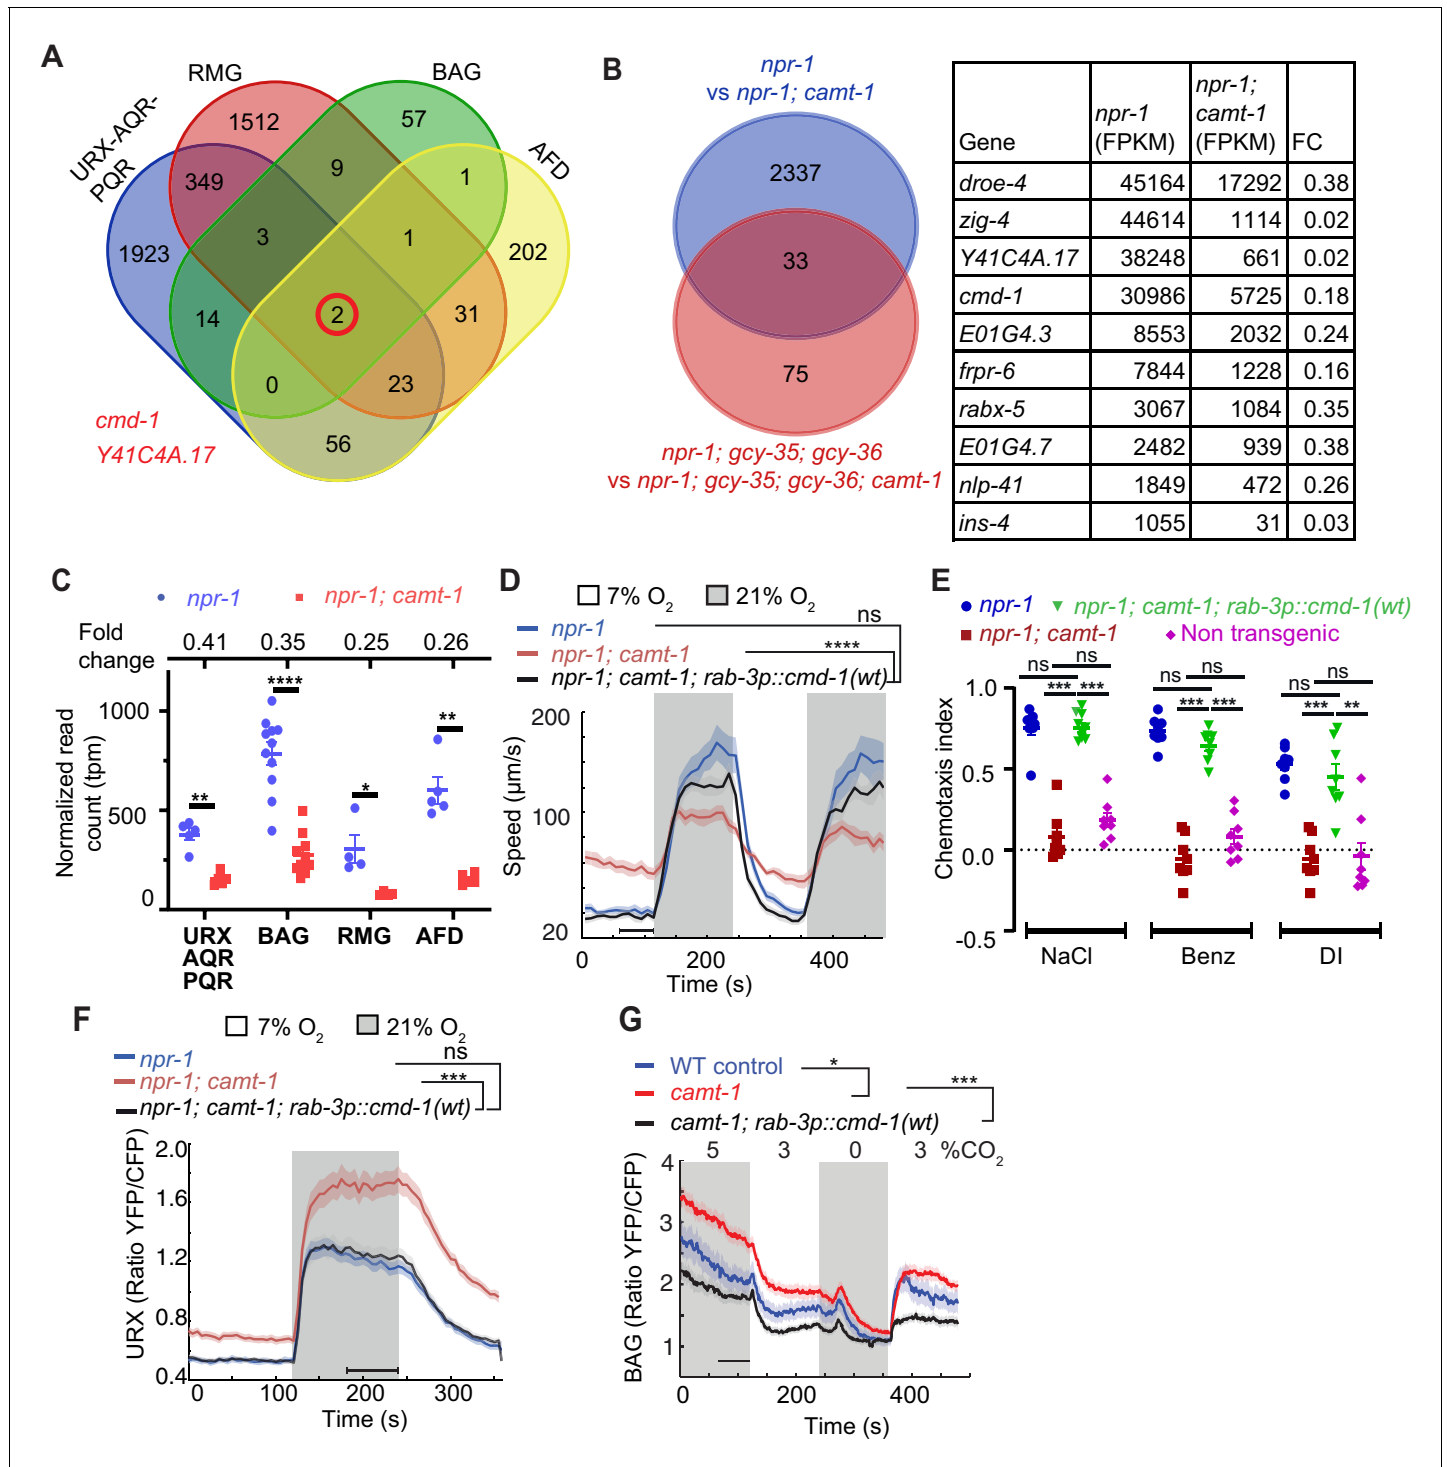 A
RMG
BAG
URX-AQR-
PQR
AFD
1512
57
349
9
1
1923
3
1
202
14
2
31
0
23
56
cmd-1
Y41C4A.17
B
npr-1
vs npr-1; camt-1
2337
33
75
npr-1; gcy-35; gcy-36
vs npr-1; gcy-35; gcy-36; camt-1
Gene npr-1 (FPKM) npr-1; camt-1 (FPKM) FC
droe-4 45164 17292 0.38
zig-4 44614 1114 0.02
Y41C4A.17 38248 661 0.02
cmd-1 30986 5725 0.18
E01G4.3 8553 2032 0.24
frpr-6 7844 1228 0.16
rabx-5 3067 1084 0.35
E01G4.7 2482 939 0.38
nlp-41 1849 472 0.26
ins-4 1055 31 0.03
C
npr-1 npr-1; camt-1
Fold change 0.41 0.35 0.25 0.26
Normalized read count (tpm)
1000
500
0
** **** * **
URX AQR PQR BAG RMG AFD
D
7% O2 21% O2
npr-1 ns
npr-1; camt-1 ****
npr-1; camt-1; rab-3p::cmd-1(wt)
Speed (µm/s)
200
100
20
0 200 400
Time (s)
E
npr-1 npr-1; camt-1; rab-3p::cmd-1(wt)
npr-1; camt-1 Non transgenic
ns ns ns ns ns ns
*** *** *** *** *** **
Chemotaxis index
1.0
0.5
0.0
-0.5
NaCl Benz DI
F
7% O2 21% O2
npr-1 ns
npr-1; camt-1 ***
npr-1; camt-1; rab-3p::cmd-1(wt)
URX (Ratio YFP/CFP)
2.0
1.6
1.2
0.8
0.4
0 100 200 300
Time (s)
G
WT control *
camt-1 ***
camt-1; rab-3p::cmd-1(wt)
5 3 0 3 %CO2
BAG (Ratio YFP/CFP)
4
3
2
1
0 200 400
Time (s)